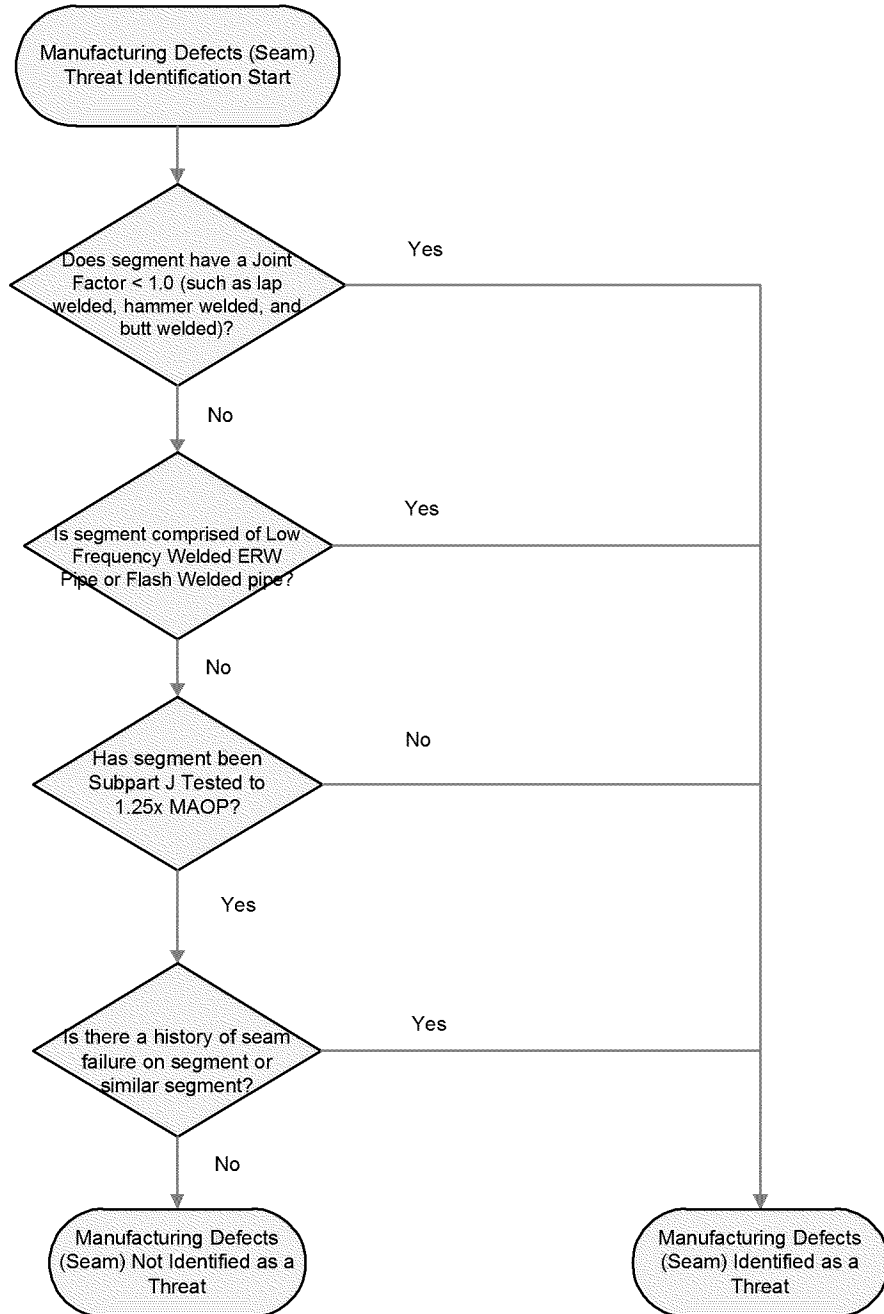 Manufacturing Defects (Seam)
Threat Identification Start
Does segment have a Joint
Factor < 1.0 (such as lap
welded, hammer welded, and
butt welded)?
Yes
No
Is segment comprised of Low
Frequency Welded ERW
Pipe or Flash Welded pipe?
Yes
No
Has segment been
Subpart J Tested to
1.25x MAOP?
No
Yes
Is there a history of seam
failure on segment or
similar segment?
Yes
No
Manufacturing Defects
(Seam) Not Identified as a
Threat
Manufacturing Defects
(Seam) Identified as a
Threat